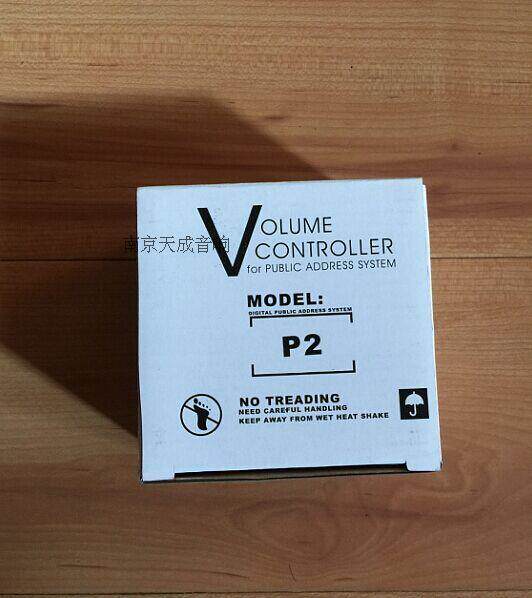 VOLUME
CONTROLLER
for PUBLIC ADDRESS SYSTEM
南京天成音响
MODEL:
DIGITAL PUBLIC ADDRESS SYSTEM
P2
NO TREADING
NEED CAREFUL HANDLING
KEEP AWAY FROM WET HEAT SHAKE